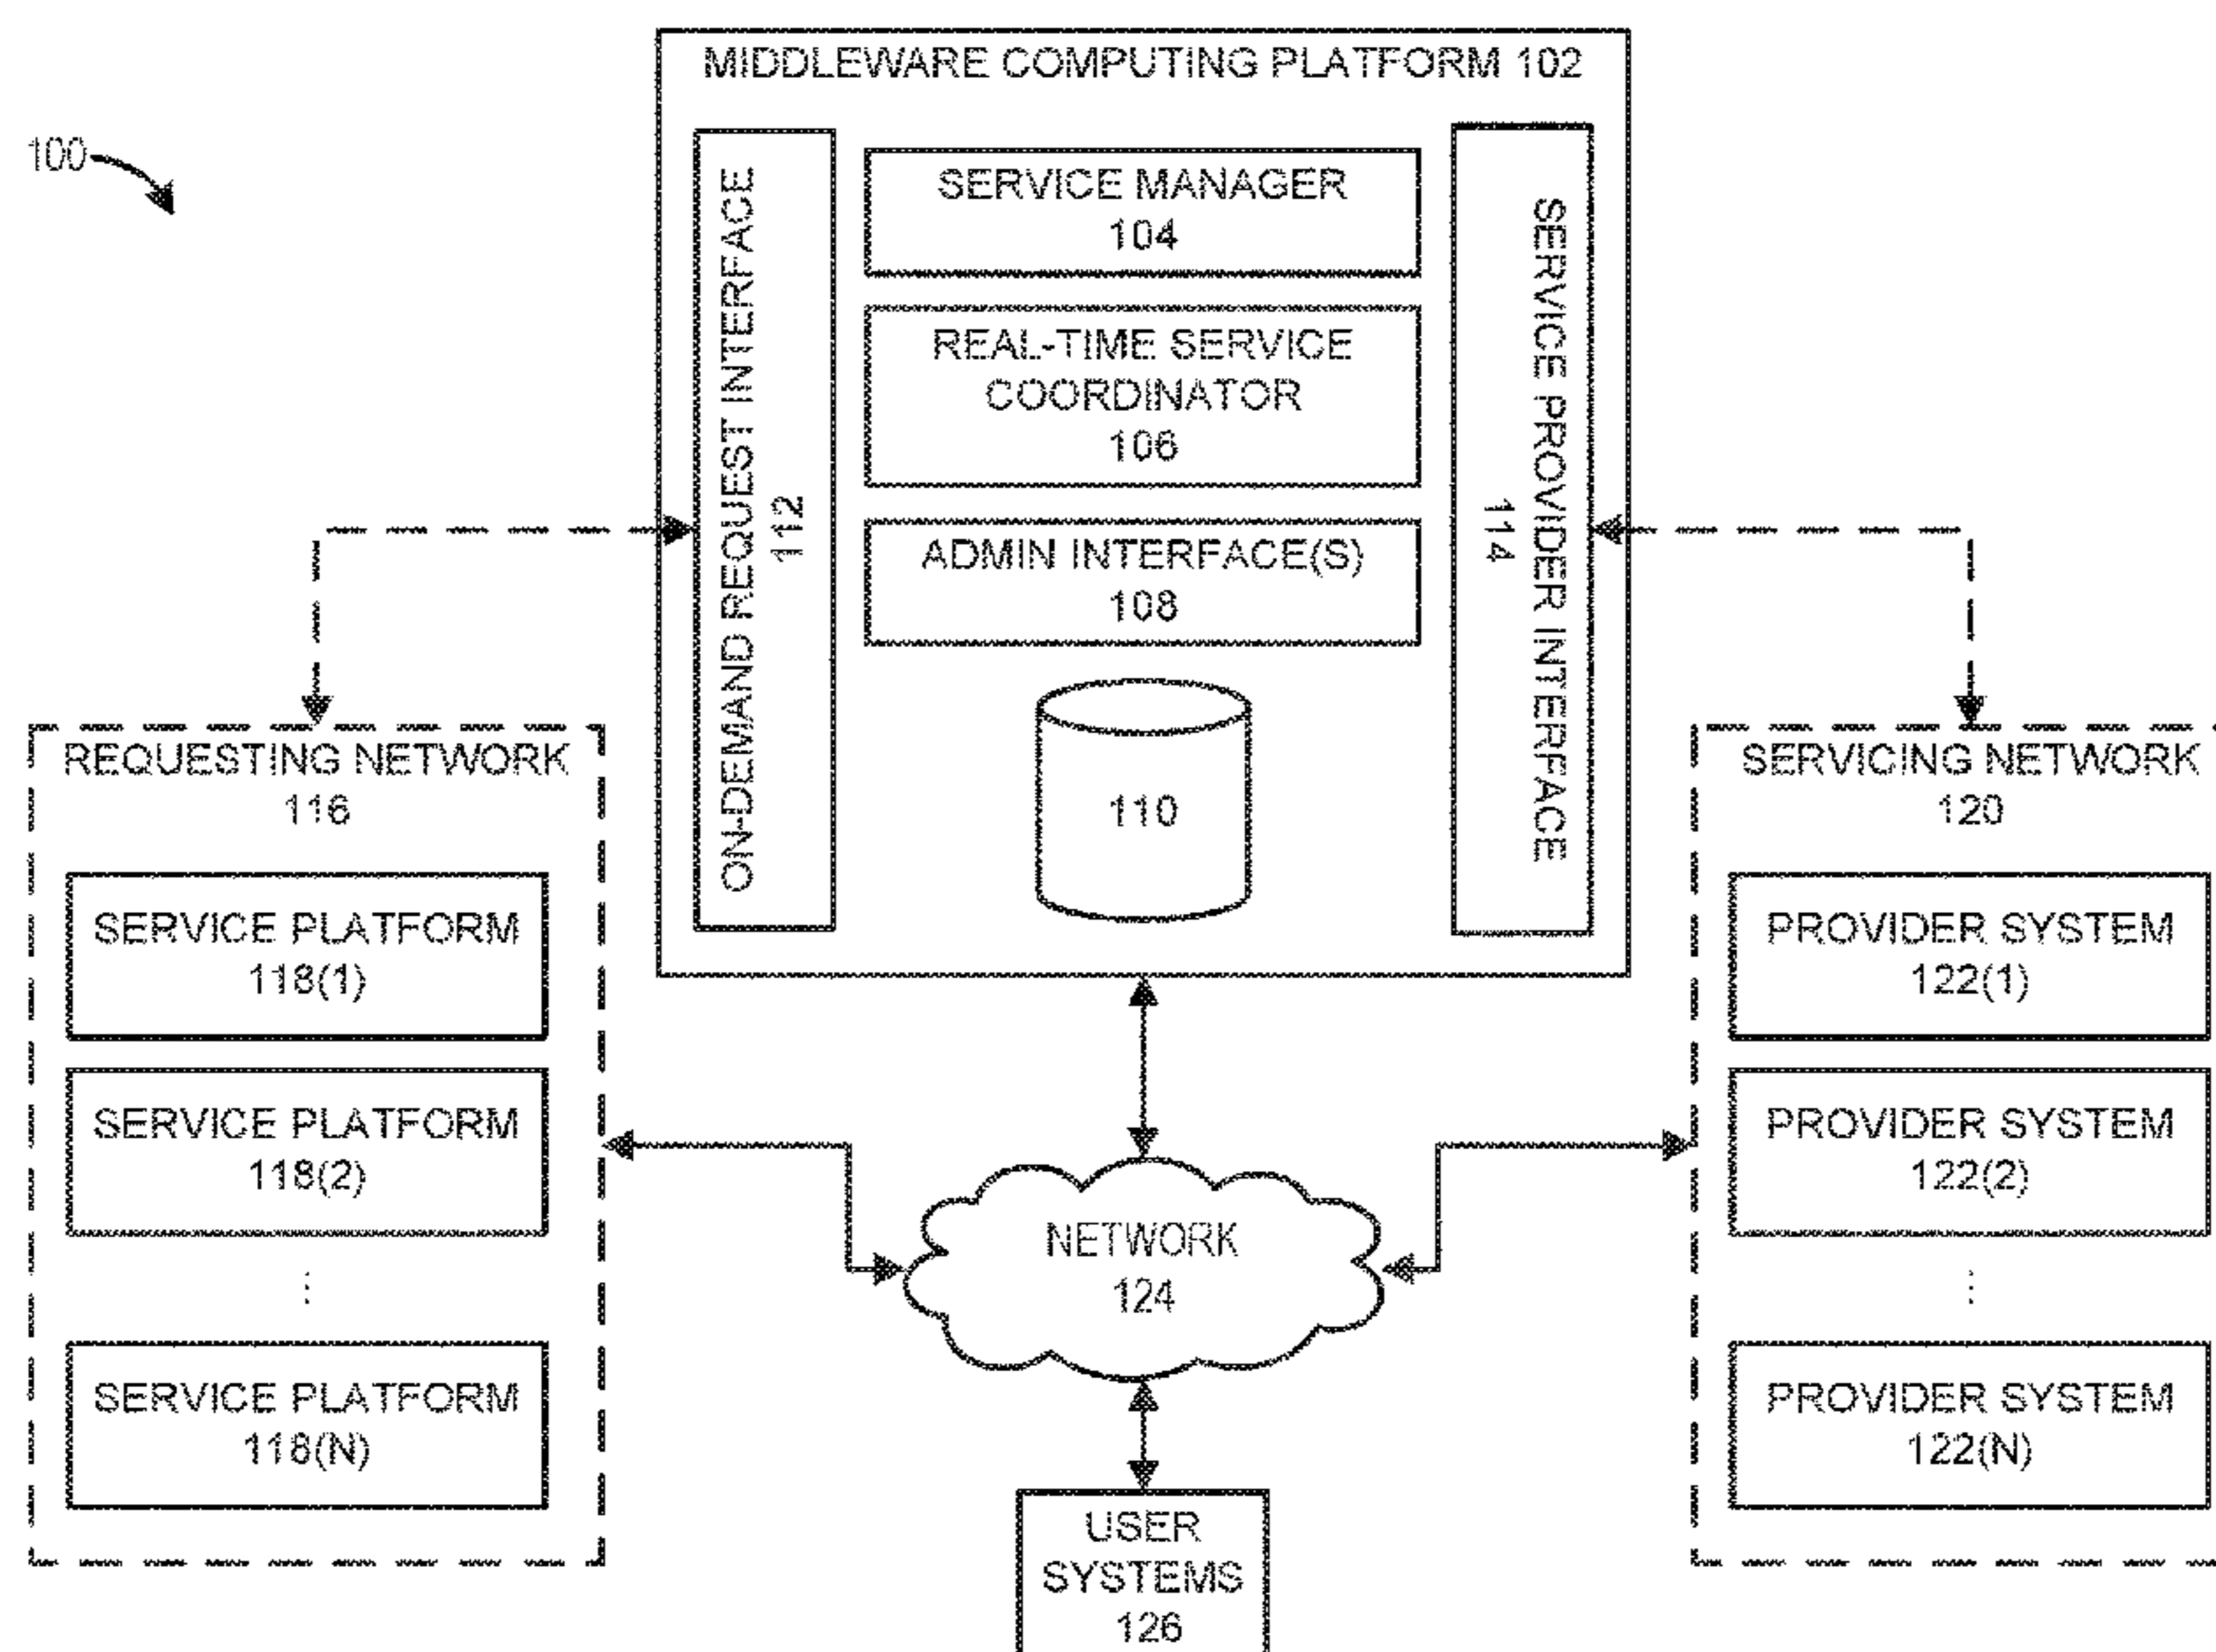 MIDDLEWARE COMPUTING PLATFORM 102
100
ON-DEMAND REQUEST INTERFACE
112
SERVICE MANAGER
104
REAL-TIME SERVICE
COORDINATOR
106
ADMIN INTERFACE(S)
108
110
SERVICE PROVIDER INTERFACE
114
REQUESTING NETWORK
116
SERVICE PLATFORM
118(1)
SERVICE PLATFORM
118(2)
⋮
SERVICE PLATFORM
118(N)
SERVICING NETWORK
120
PROVIDER SYSTEM
122(1)
PROVIDER SYSTEM
122(2)
⋮
PROVIDER SYSTEM
122(N)
NETWORK
124
USER
SYSTEMS
126